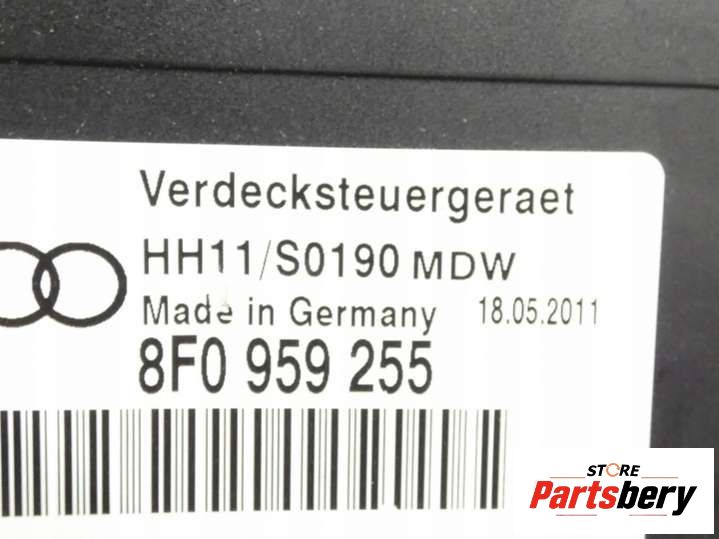 Verdecksteuergeraet
HH11/S0190 MDW
Made in Germany 18.05.2011
8F0 959 255
STORE
Partsbery